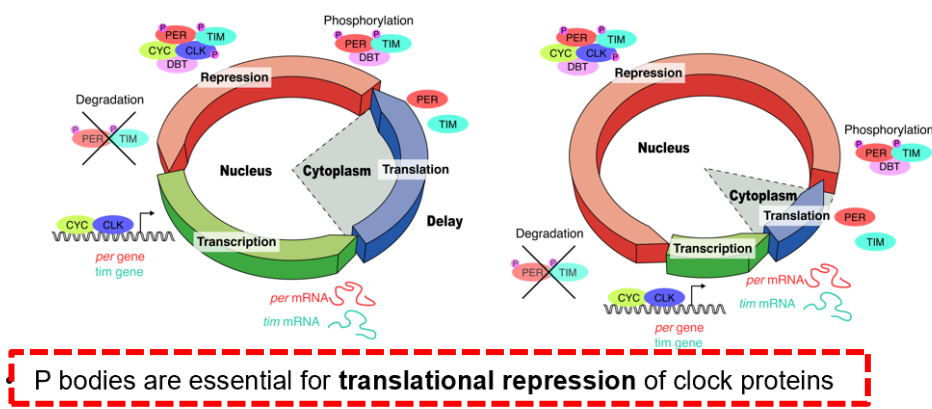 Phosphorylation
P
PER
P
TIM
DBT
P
PER
P
TIM
CYC
CLK
P
DBT
Repression
Degradation
P
PER
P
TIM
PER
TIM
Nucleus
Cytoplasm
Translation
Delay
CYC
CLK
Transcription
per gene
tim gene
per mRNA
tim mRNA
P
PER
P
TIM
CYC
CLK
P
DBT
Repression
Nucleus
Phosphorylation
P
PER
P
TIM
DBT
Cytoplasm
Translation
PER
TIM
Transcription
Degradation
P
PER
P
TIM
CYC
CLK
per mRNA
tim mRNA
per gene
tim gene
• P bodies are essential for translational repression of clock proteins